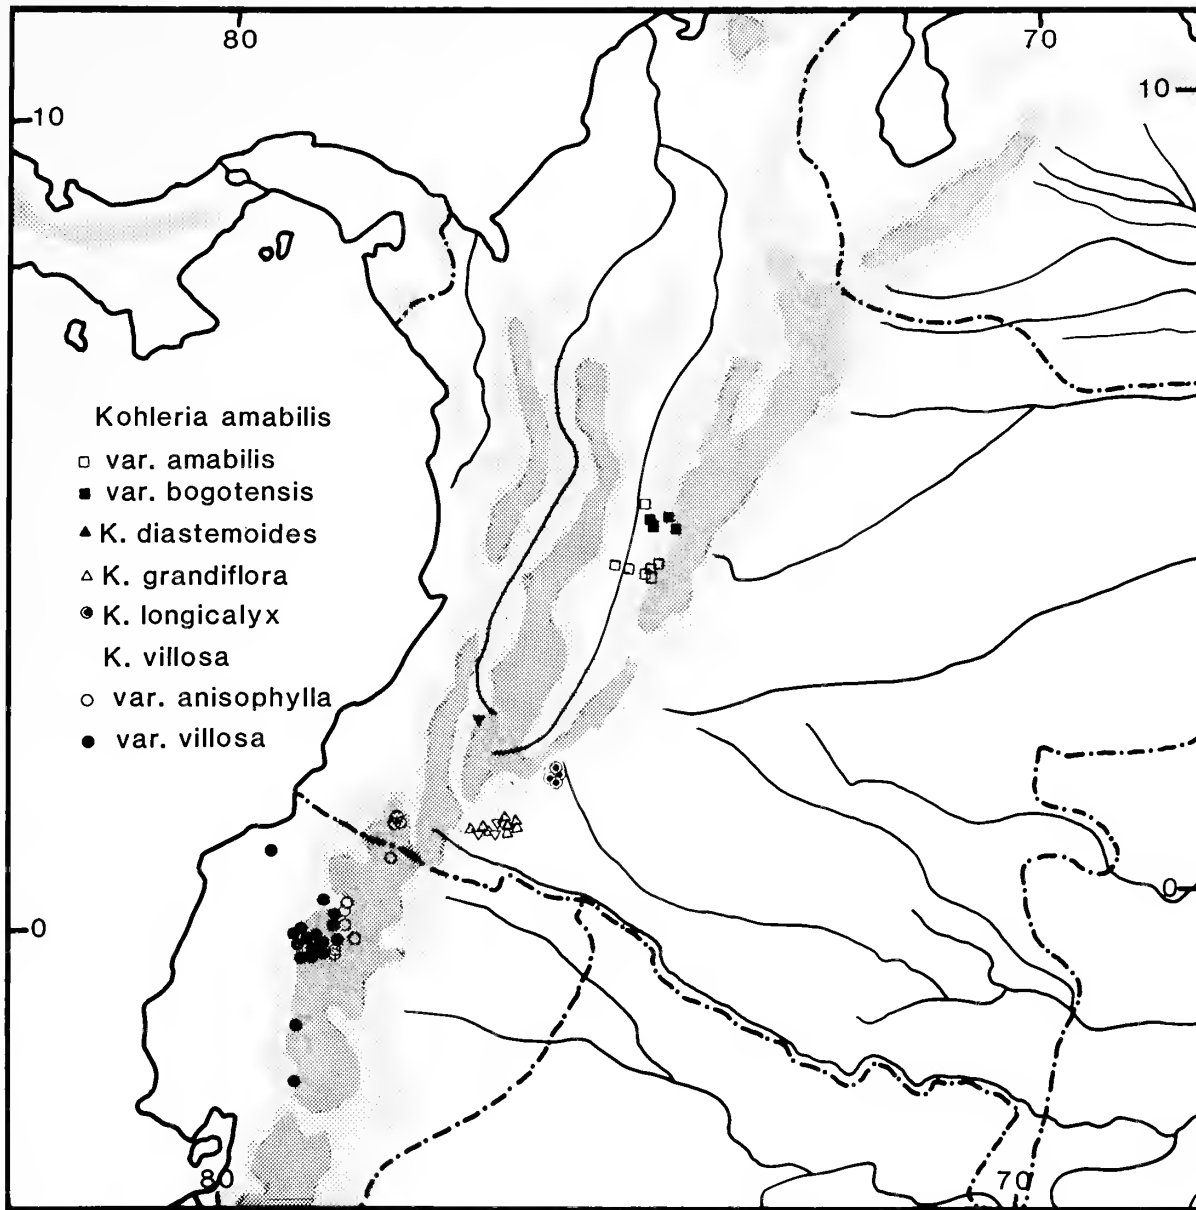 80
70
10
10
Kohleria amabilis
var. amabilis
var. bogotensis
K. diastemoides
K. grandiflora
K. longicalyx
K. villosa
var. anisophylla
var. villosa
0
0
80
70